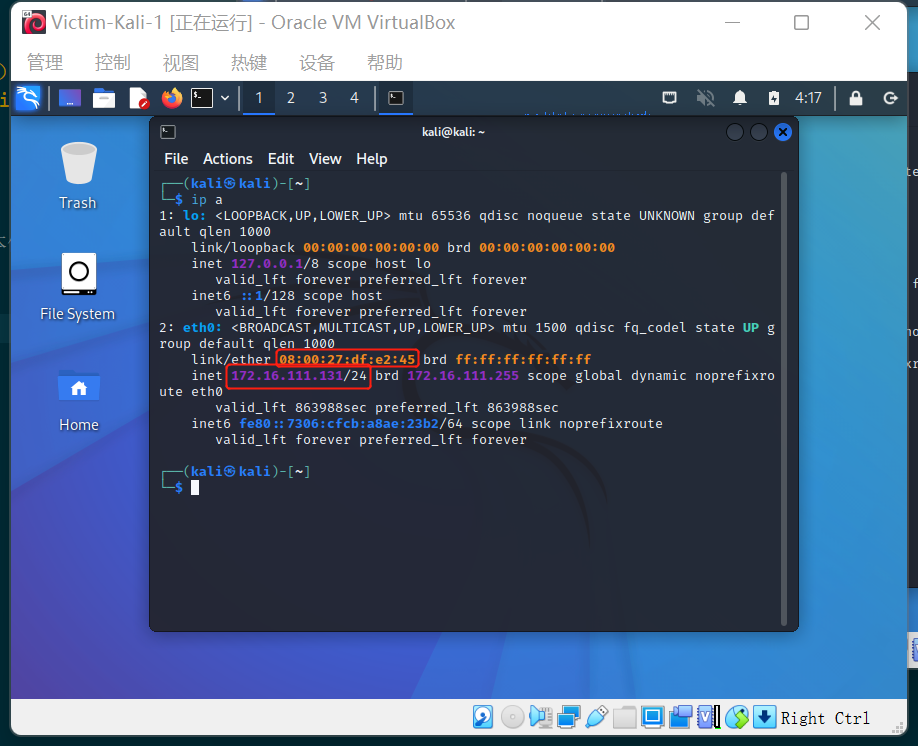 Victim-Kali-1 [正在运行] - Oracle VM VirtualBox
管理 控制 视图 热键 设备 帮助
1 2 3 4 4:17
kali@kali: ~
File Actions Edit View Help
Trash
File System
Home
┌──(kali㉿kali)-[~]
└─$ ip a
1: lo: <LOOPBACK,UP,LOWER_UP> mtu 65536 qdisc noqueue state UNKNOWN group def
ault qlen 1000
link/loopback 00:00:00:00:00:00 brd 00:00:00:00:00:00
inet 127.0.0.1/8 scope host lo
valid_lft forever preferred_lft forever
inet6 ::1/128 scope host
valid_lft forever preferred_lft forever
2: eth0: <BROADCAST,MULTICAST,UP,LOWER_UP> mtu 1500 qdisc fq_codel state UP g
roup default qlen 1000
link/ether 08:00:27:df:e2:45 brd ff:ff:ff:ff:ff:ff
inet 172.16.111.131/24 brd 172.16.111.255 scope global dynamic noprefixro
ute eth0
valid_lft 863988sec preferred_lft 863988sec
inet6 fe80::7306:cfcb:a8ae:23b2/64 scope link noprefixroute
valid_lft forever preferred_lft forever
┌──(kali㉿kali)-[~]
└─$
Right Ctrl